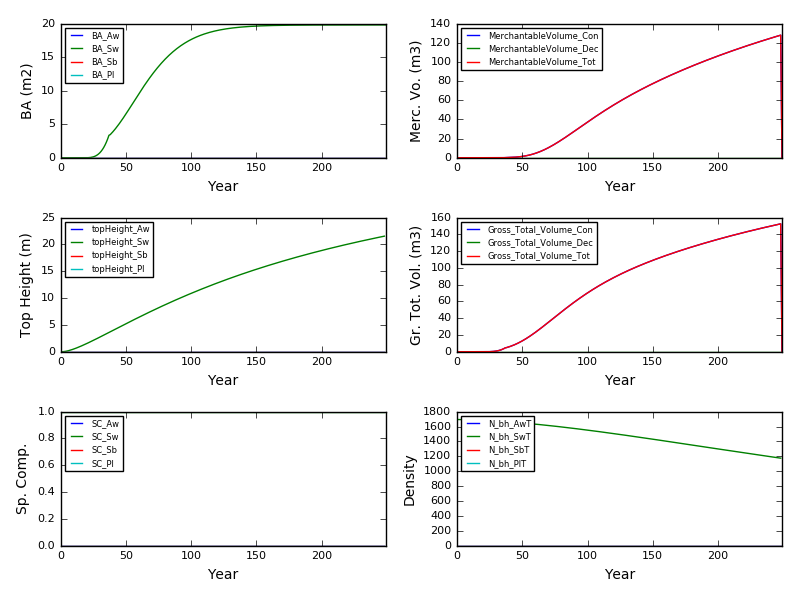 BA (m2)
20
15
10
5
0
BA_Aw
BA_Sw
BA_Sb
BA_Pl
0 50 100 150 200
Year
Merc. Vo. (m3)
140
120
100
80
60
40
20
0
MerchantableVolume_Con
MerchantableVolume_Dec
MerchantableVolume_Tot
0 50 100 150 200
Year
Top Height (m)
25
20
15
10
5
0
topHeight_Aw
topHeight_Sw
topHeight_Sb
topHeight_Pl
0 50 100 150 200
Year
Gr. Tot. Vol. (m3)
160
140
120
100
80
60
40
20
0
Gross_Total_Volume_Con
Gross_Total_Volume_Dec
Gross_Total_Volume_Tot
0 50 100 150 200
Year
Sp. Comp.
1.0
0.8
0.6
0.4
0.2
0.0
SC_Aw
SC_Sw
SC_Sb
SC_Pl
0 50 100 150 200
Year
Density
1800
1600
1400
1200
1000
800
600
400
200
0
N_bh_AwT
N_bh_SwT
N_bh_SbT
N_bh_PlT
0 50 100 150 200
Year